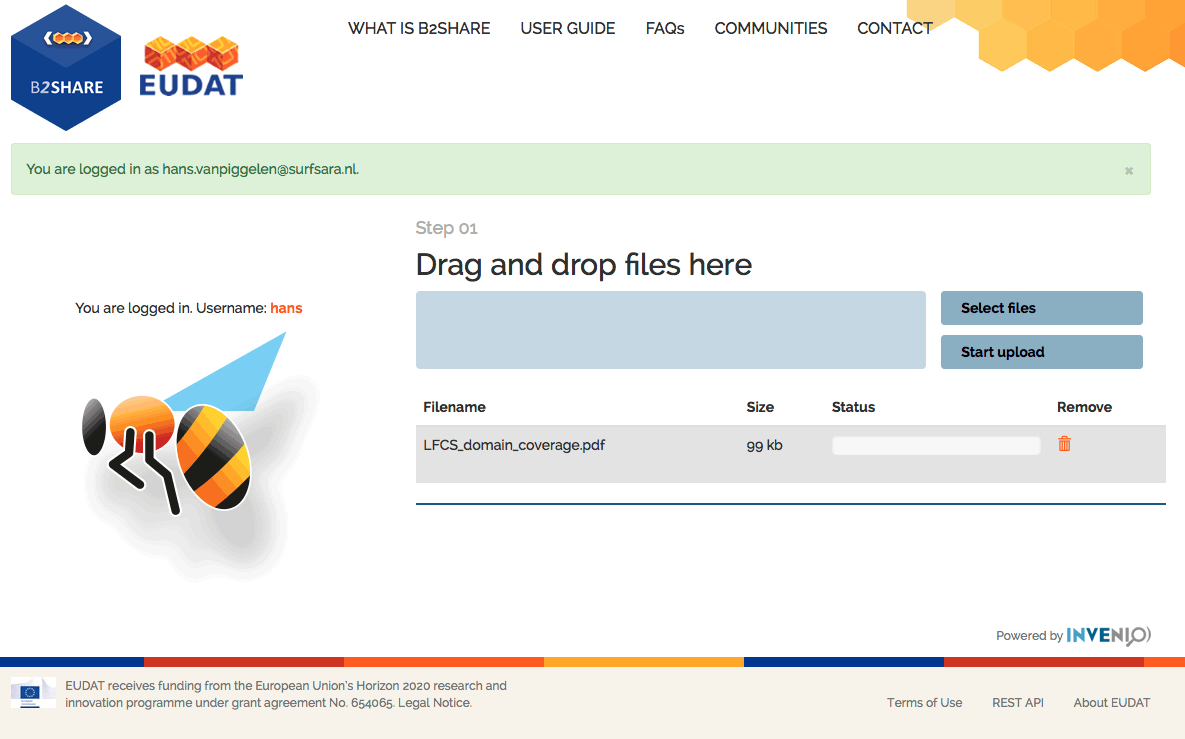 B2SHARE
EUDAT
WHAT IS B2SHARE USER GUIDE FAQs COMMUNITIES CONTACT
You are logged in as hans.vanpiggelen@surfsara.nl.
×
Step 01
Drag and drop files here
You are logged in. Username: hans
Select files
Start upload
Filename Size Status Remove
LFCS_domain_coverage.pdf 99 kb
Powered by INVENIO
EUDAT receives funding from the European Union's Horizon 2020 research and
innovation programme under grant agreement No. 654065. Legal Notice.
Terms of Use REST API About EUDAT